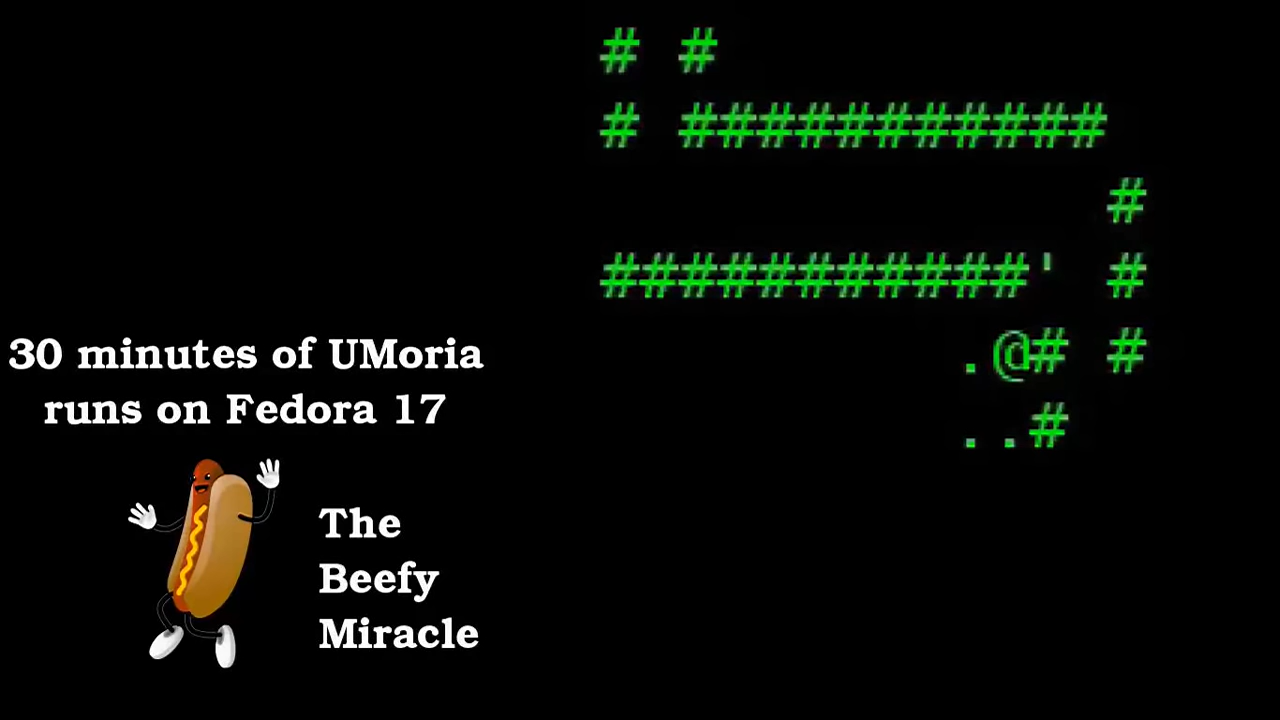 # #
# ###########
#
###########' #
.@# #
..#
30 minutes of UMoria
runs on Fedora 17
The
Beefy
Miracle